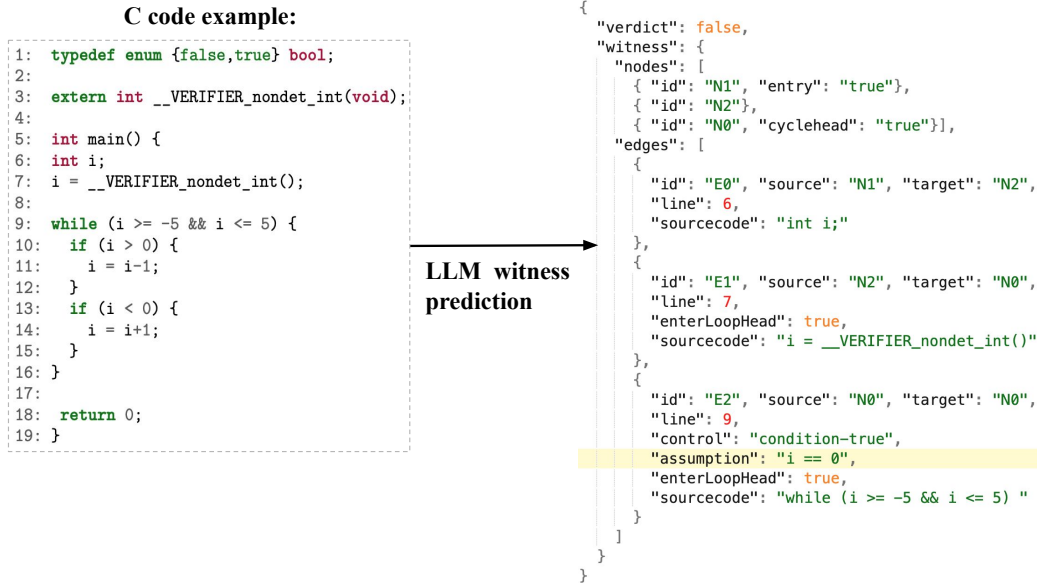 C code example:
1: typedef enum {false,true} bool;
2:
3: extern int __VERIFIER_nondet_int(void);
4:
5: int main() {
6: int i;
7: i = __VERIFIER_nondet_int();
8:
9: while (i >= -5 && i <= 5) {
10: if (i > 0) {
11: i = i-1;
12: }
13: if (i < 0) {
14: i = i+1;
15: }
16: }
17:
18: return 0;
19: }
LLM witness
prediction
{
"verdict": false,
"witness": {
"nodes": [
{ "id": "N1", "entry": "true"},
{ "id": "N2"},
{ "id": "N0", "cyclehead": "true"}],
"edges": [
{
"id": "E0", "source": "N1", "target": "N2",
"line": 6,
"sourcecode": "int i;"
},
{
"id": "E1", "source": "N2", "target": "N0",
"line": 7,
"enterLoopHead": true,
"sourcecode": "i = __VERIFIER_nondet_int()"
},
{
"id": "E2", "source": "N0", "target": "N0",
"line": 9,
"control": "condition-true",
"assumption": "i == 0",
"enterLoopHead": true,
"sourcecode": "while (i >= -5 && i <= 5) "
}
]
}
}